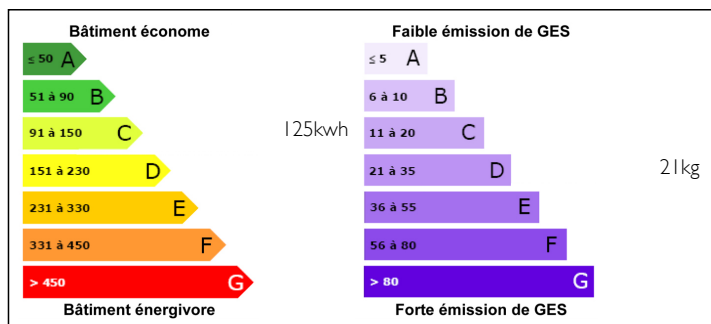 Bâtiment économe
≤ 50 A
51 à 90 B
91 à 150 C
125kwh
151 à 230 D
231 à 330 E
331 à 450 F
> 450 G
Bâtiment énergivore
Faible émission de GES
≤ 5 A
6 à 10 B
11 à 20 C
21 à 35 D
21kg
36 à 55 E
56 à 80 F
> 80 G
Forte émission de GES